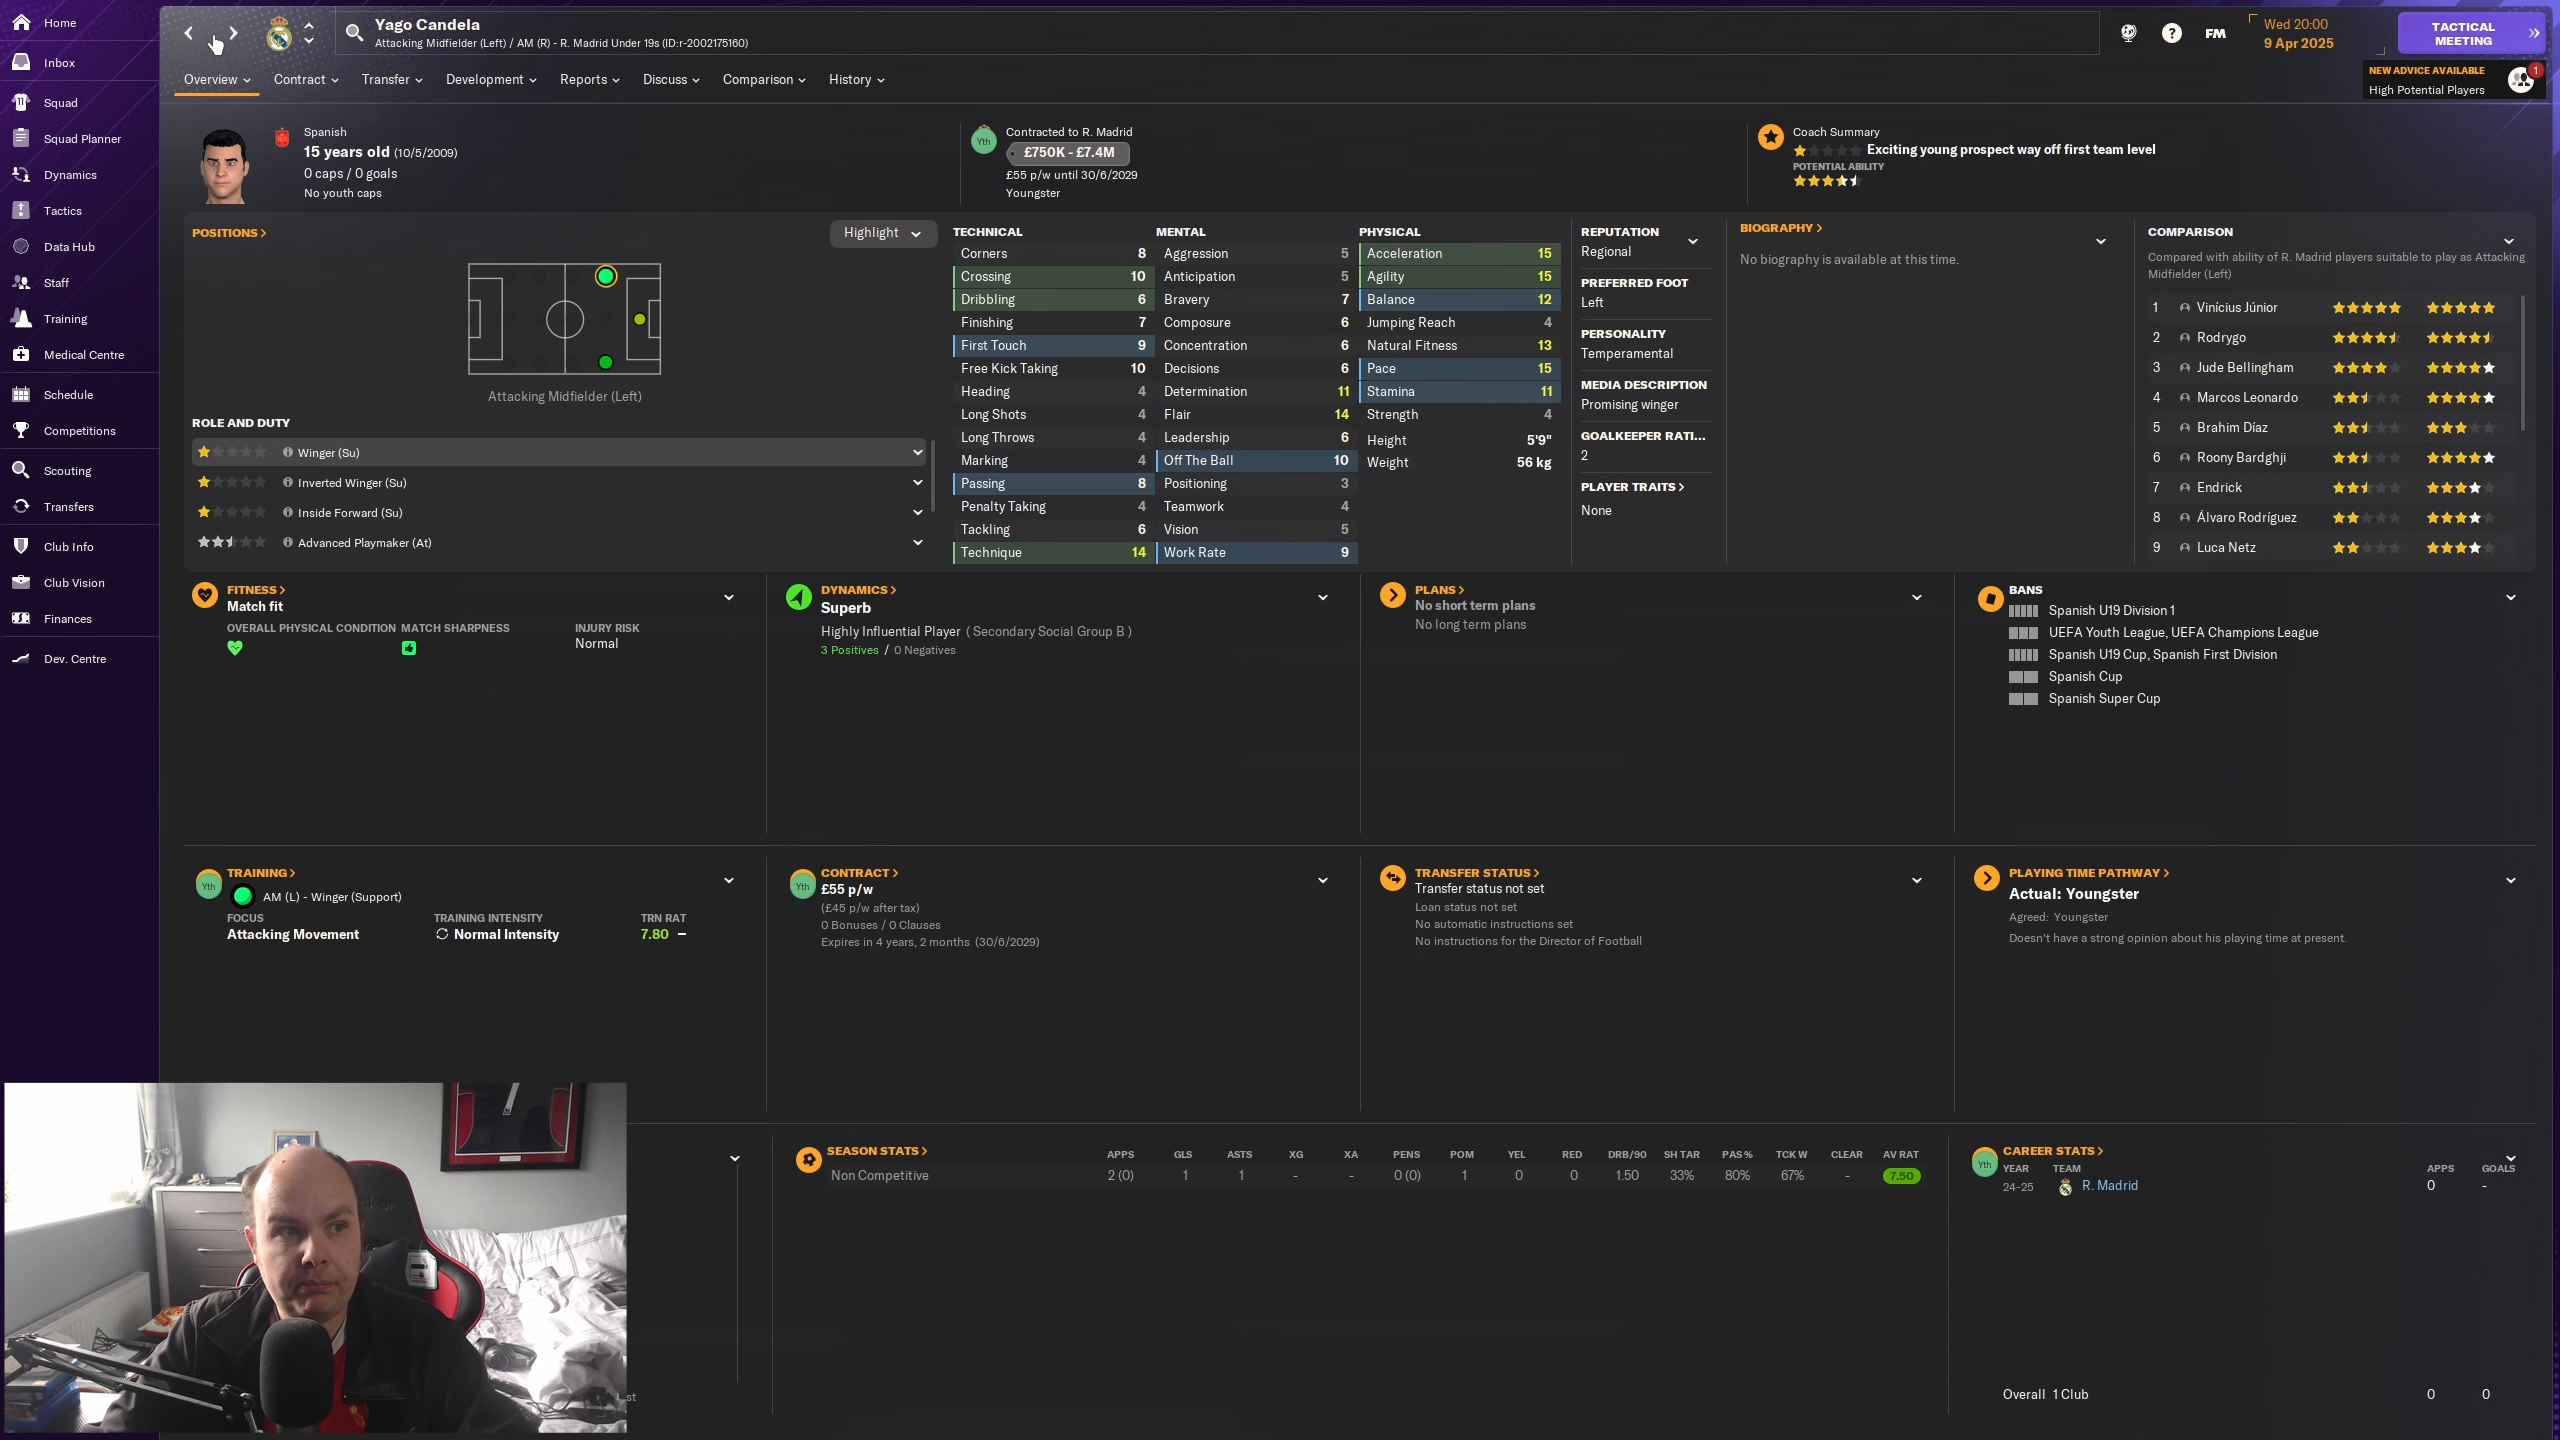 Home
Inbox
Squad
Squad Planner
Dynamics
Tactics
Data Hub
Staff
Training
Medical Centre
Schedule
Competitions
Scouting
Transfers
Club Info
Club Vision
Finances
Dev. Centre
Yago Candela
Attacking Midfielder (Left) / AM (R) - R. Madrid Under 19s (ID:r-2002175160)
FM
Wed 20:00
9 Apr 2025
TACTICAL MEETING
NEW ADVICE AVAILABLE
High Potential Players
1
Overview Contract Transfer Development Reports Discuss Comparison History
Spanish
15 years old (10/5/2009)
0 caps / 0 goals
No youth caps
Yth
Contracted to R. Madrid
£750K - £7.4M
£55 p/w until 30/6/2029
Youngster
Coach Summary
Exciting young prospect way off first team level
POTENTIAL ABILITY
POSITIONS
Highlight
Attacking Midfielder (Left)
ROLE AND DUTY
Winger (Su)
Inverted Winger (Su)
Inside Forward (Su)
Advanced Playmaker (At)
TECHNICAL
Corners 8
Crossing 10
Dribbling 6
Finishing 7
First Touch 9
Free Kick Taking 10
Heading 4
Long Shots 4
Long Throws 4
Marking 4
Passing 8
Penalty Taking 4
Tackling 6
Technique 14
MENTAL
Aggression 5
Anticipation 5
Bravery 7
Composure 6
Concentration 6
Decisions 6
Determination 11
Flair 14
Leadership 6
Off The Ball 10
Positioning 3
Teamwork 4
Vision 5
Work Rate 9
PHYSICAL
Acceleration 15
Agility 15
Balance 12
Jumping Reach 4
Natural Fitness 13
Pace 15
Stamina 11
Strength 4
Height 5'9"
Weight 56 kg
REPUTATION
Regional
PREFERRED FOOT
Left
PERSONALITY
Temperamental
MEDIA DESCRIPTION
Promising winger
GOALKEEPER RATI...
2
PLAYER TRAITS
None
BIOGRAPHY
No biography is available at this time.
COMPARISON
Compared with ability of R. Madrid players suitable to play as Attacking
Midfielder (Left)
1 Vinícius Júnior
2 Rodrygo
3 Jude Bellingham
4 Marcos Leonardo
5 Brahim Díaz
6 Roony Bardghji
7 Endrick
8 Álvaro Rodríguez
9 Luca Netz
FITNESS
Match fit
OVERALL PHYSICAL CONDITION MATCH SHARPNESS INJURY RISK
Normal
DYNAMICS
Superb
Highly Influential Player ( Secondary Social Group B )
3 Positives / 0 Negatives
PLANS
No short term plans
No long term plans
BANS
Spanish U19 Division 1
UEFA Youth League, UEFA Champions League
Spanish U19 Cup, Spanish First Division
Spanish Cup
Spanish Super Cup
Yth
TRAINING
AM (L) - Winger (Support)
FOCUS TRAINING INTENSITY TRN RAT
Attacking Movement Normal Intensity 7.80 –
Yth
CONTRACT
£55 p/w
(£45 p/w after tax)
0 Bonuses / 0 Clauses
Expires in 4 years, 2 months (30/6/2029)
TRANSFER STATUS
Transfer status not set
Loan status not set
No automatic instructions set
No instructions for the Director of Football
PLAYING TIME PATHWAY
Actual: Youngster
Agreed: Youngster
Doesn't have a strong opinion about his playing time at present.
st
SEASON STATS APPS GLS ASTS XG XA PENS POM YEL RED DRB/90 SH TAR PAS % TCK W CLEAR AV RAT
Non Competitive 2 (0) 1 1 - - 0 (0) 1 0 0 1.50 33% 80% 67% - 7.50
Yth
CAREER STATS
YEAR TEAM APPS GOALS
24-25 R. Madrid 0 -
Overall 1 Club 0 0